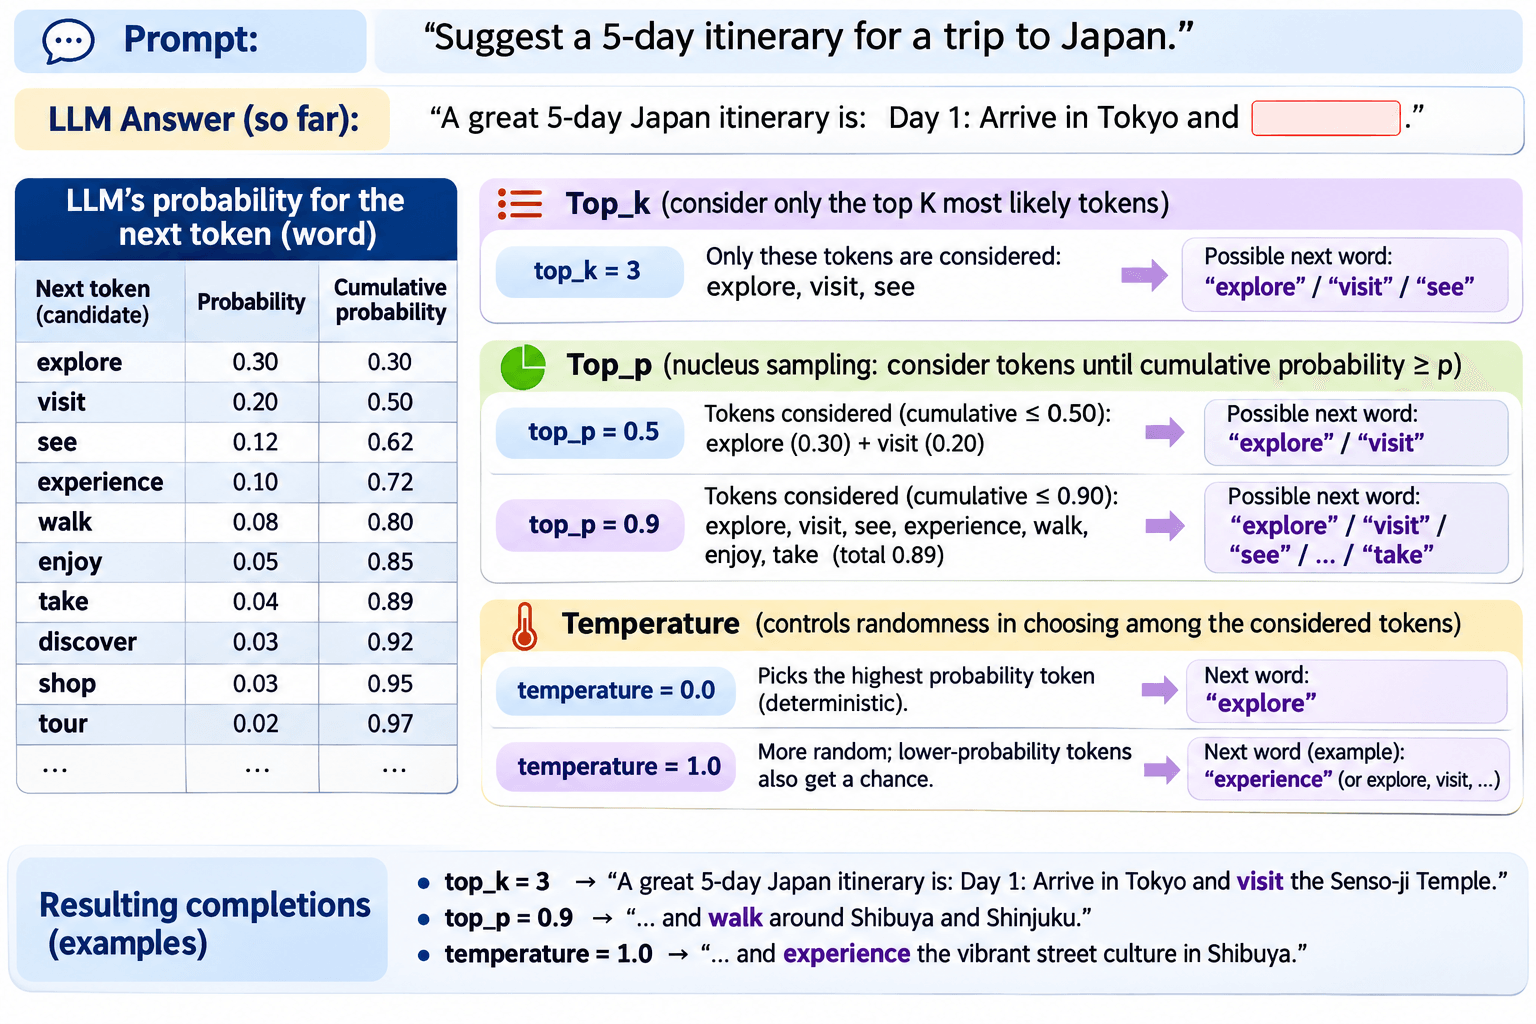 Prompt:
“Suggest a 5-day itinerary for a trip to Japan.”
LLM Answer (so far):
“A great 5-day Japan itinerary is: Day 1: Arrive in Tokyo and .”
LLM’s probability for the
next token (word)
Next token
(candidate)
Probability
Cumulative
probability
explore 0.30 0.30
visit 0.20 0.50
see 0.12 0.62
experience 0.10 0.72
walk 0.08 0.80
enjoy 0.05 0.85
take 0.04 0.89
discover 0.03 0.92
shop 0.03 0.95
tour 0.02 0.97
... ... ...
Top_k (consider only the top K most likely tokens)
top_k = 3
Only these tokens are considered:
explore, visit, see
Possible next word:
“explore” / “visit” / “see”
Top_p (nucleus sampling: consider tokens until cumulative probability ≥ p)
top_p = 0.5
Tokens considered (cumulative ≤ 0.50):
explore (0.30) + visit (0.20)
Possible next word:
“explore” / “visit”
top_p = 0.9
Tokens considered (cumulative ≤ 0.90):
explore, visit, see, experience, walk,
enjoy, take (total 0.89)
Possible next word:
“explore” / “visit” /
“see” / ... / “take”
Temperature (controls randomness in choosing among the considered tokens)
temperature = 0.0
Picks the highest probability token
(deterministic).
Next word:
“explore”
temperature = 1.0
More random; lower-probability tokens
also get a chance.
Next word (example):
“experience” (or explore, visit, ...)
Resulting completions
(examples)
• top_k = 3 → “A great 5-day Japan itinerary is: Day 1: Arrive in Tokyo and visit the Senso-ji Temple.”
• top_p = 0.9 → “... and walk around Shibuya and Shinjuku.”
• temperature = 1.0 → “... and experience the vibrant street culture in Shibuya.”